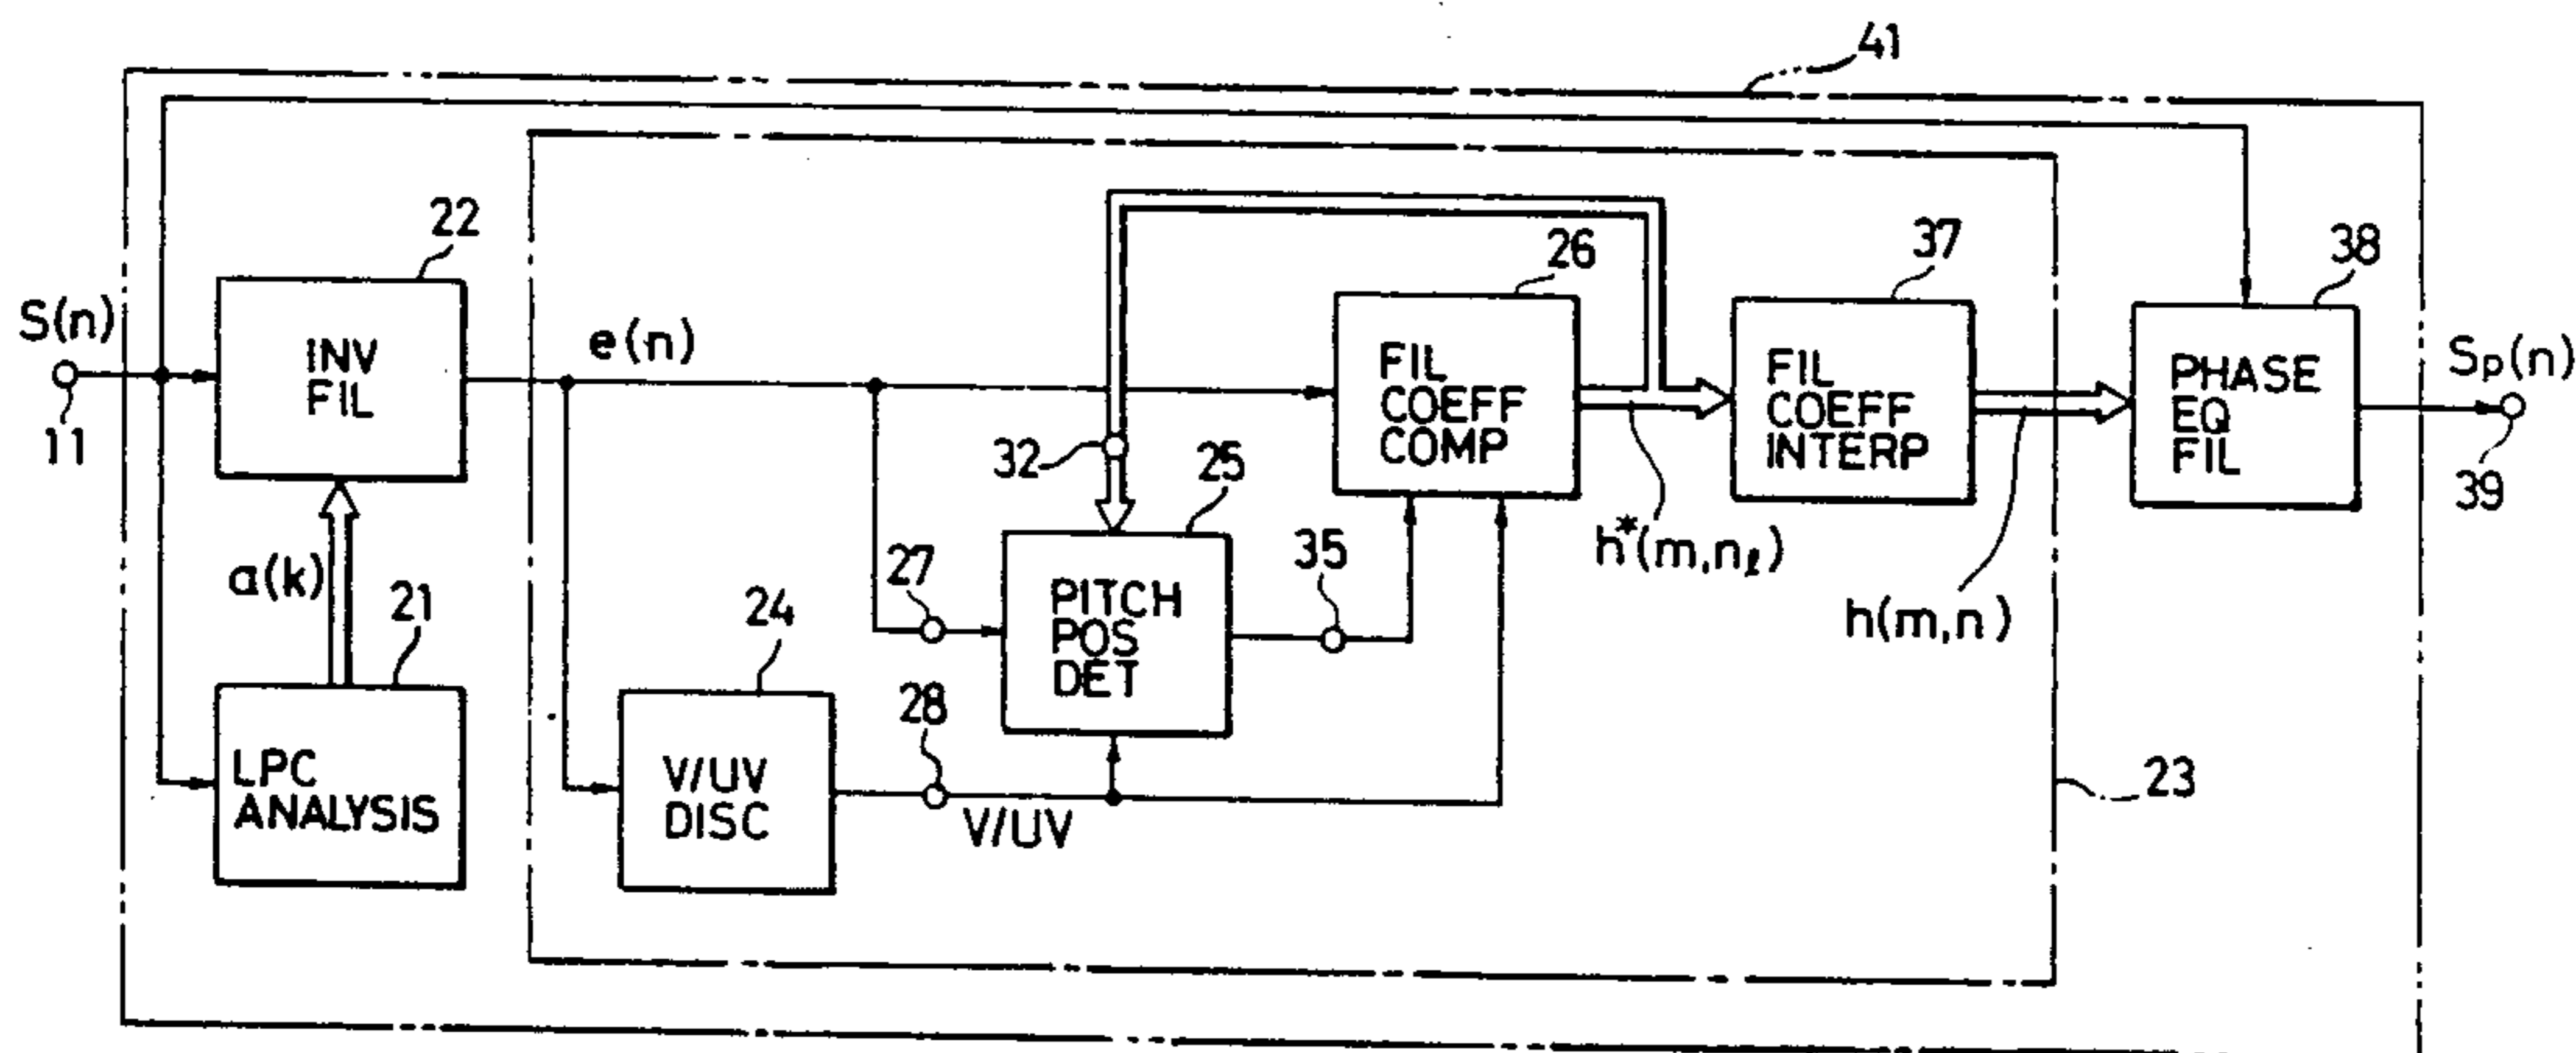 41
22
26
37
38
S(n)
INV
FIL
e(n)
FIL
COEFF
COMP
FIL
COEFF
INTERP
PHASE
EQ
FIL
Sp(n)
11
32
25
39
a(k)
21
27
35
h*(m,nℓ)
24
PITCH
POS
DET
h(m,n)
28
LPC
ANALYSIS
V/UV
DISC
V/UV
23